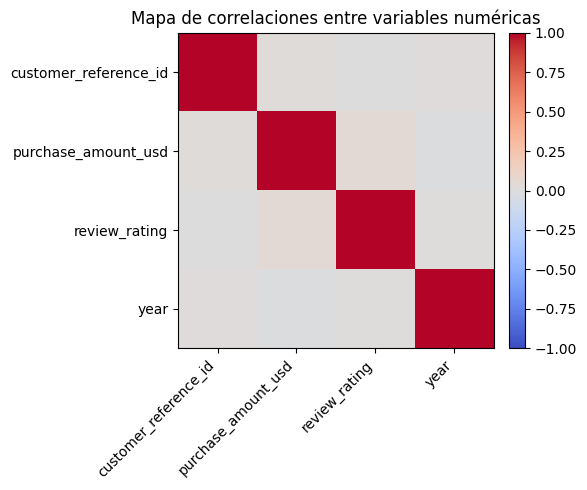 Mapa de correlaciones entre variables numéricas
customer_reference_id
purchase_amount_usd
review_rating
year
customer_reference_id
purchase_amount_usd
review_rating
year
1.00
0.75
0.50
0.25
0.00
−0.25
−0.50
−0.75
−1.00